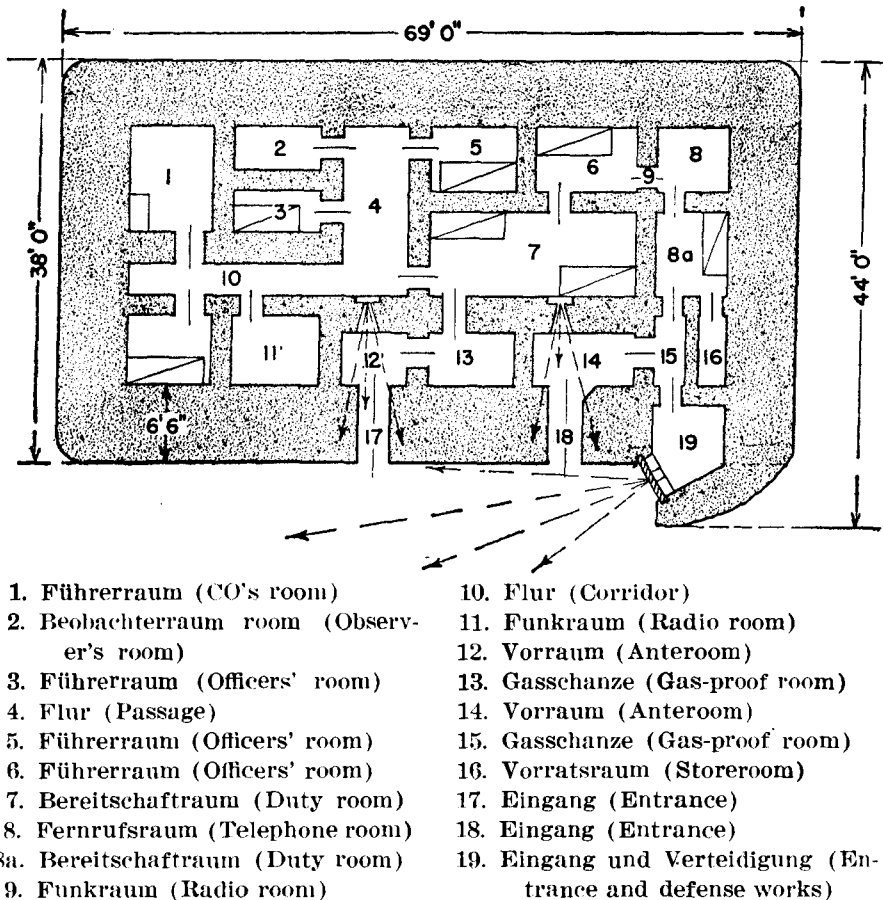 69' 0"
38' 0"
44' 0"
6' 6"
1
2
3
4
5
6
7
8
8a
9
10
11
12
13
14
15
16
17
18
19
1. Führerraum (CO's room)
2. Beobachterraum room (Observ-
er's room)
3. Führerraum (Officers' room)
4. Flur (Passage)
5. Führerraum (Officers' room)
6. Führerraum (Officers' room)
7. Bereitschaftraum (Duty room)
8. Fernrufsraum (Telephone room)
8a. Bereitschaftraum (Duty room)
9. Funkraum (Radio room)
10. Flur (Corridor)
11. Funkraum (Radio room)
12. Vorraum (Anteroom)
13. Gasschanze (Gas-proof room)
14. Vorraum (Anteroom)
15. Gasschanze (Gas-proof room)
16. Vorratsraum (Storeroom)
17. Eingang (Entrance)
18. Eingang (Entrance)
19. Eingang und Verteidigung (En-
trance and defense works)